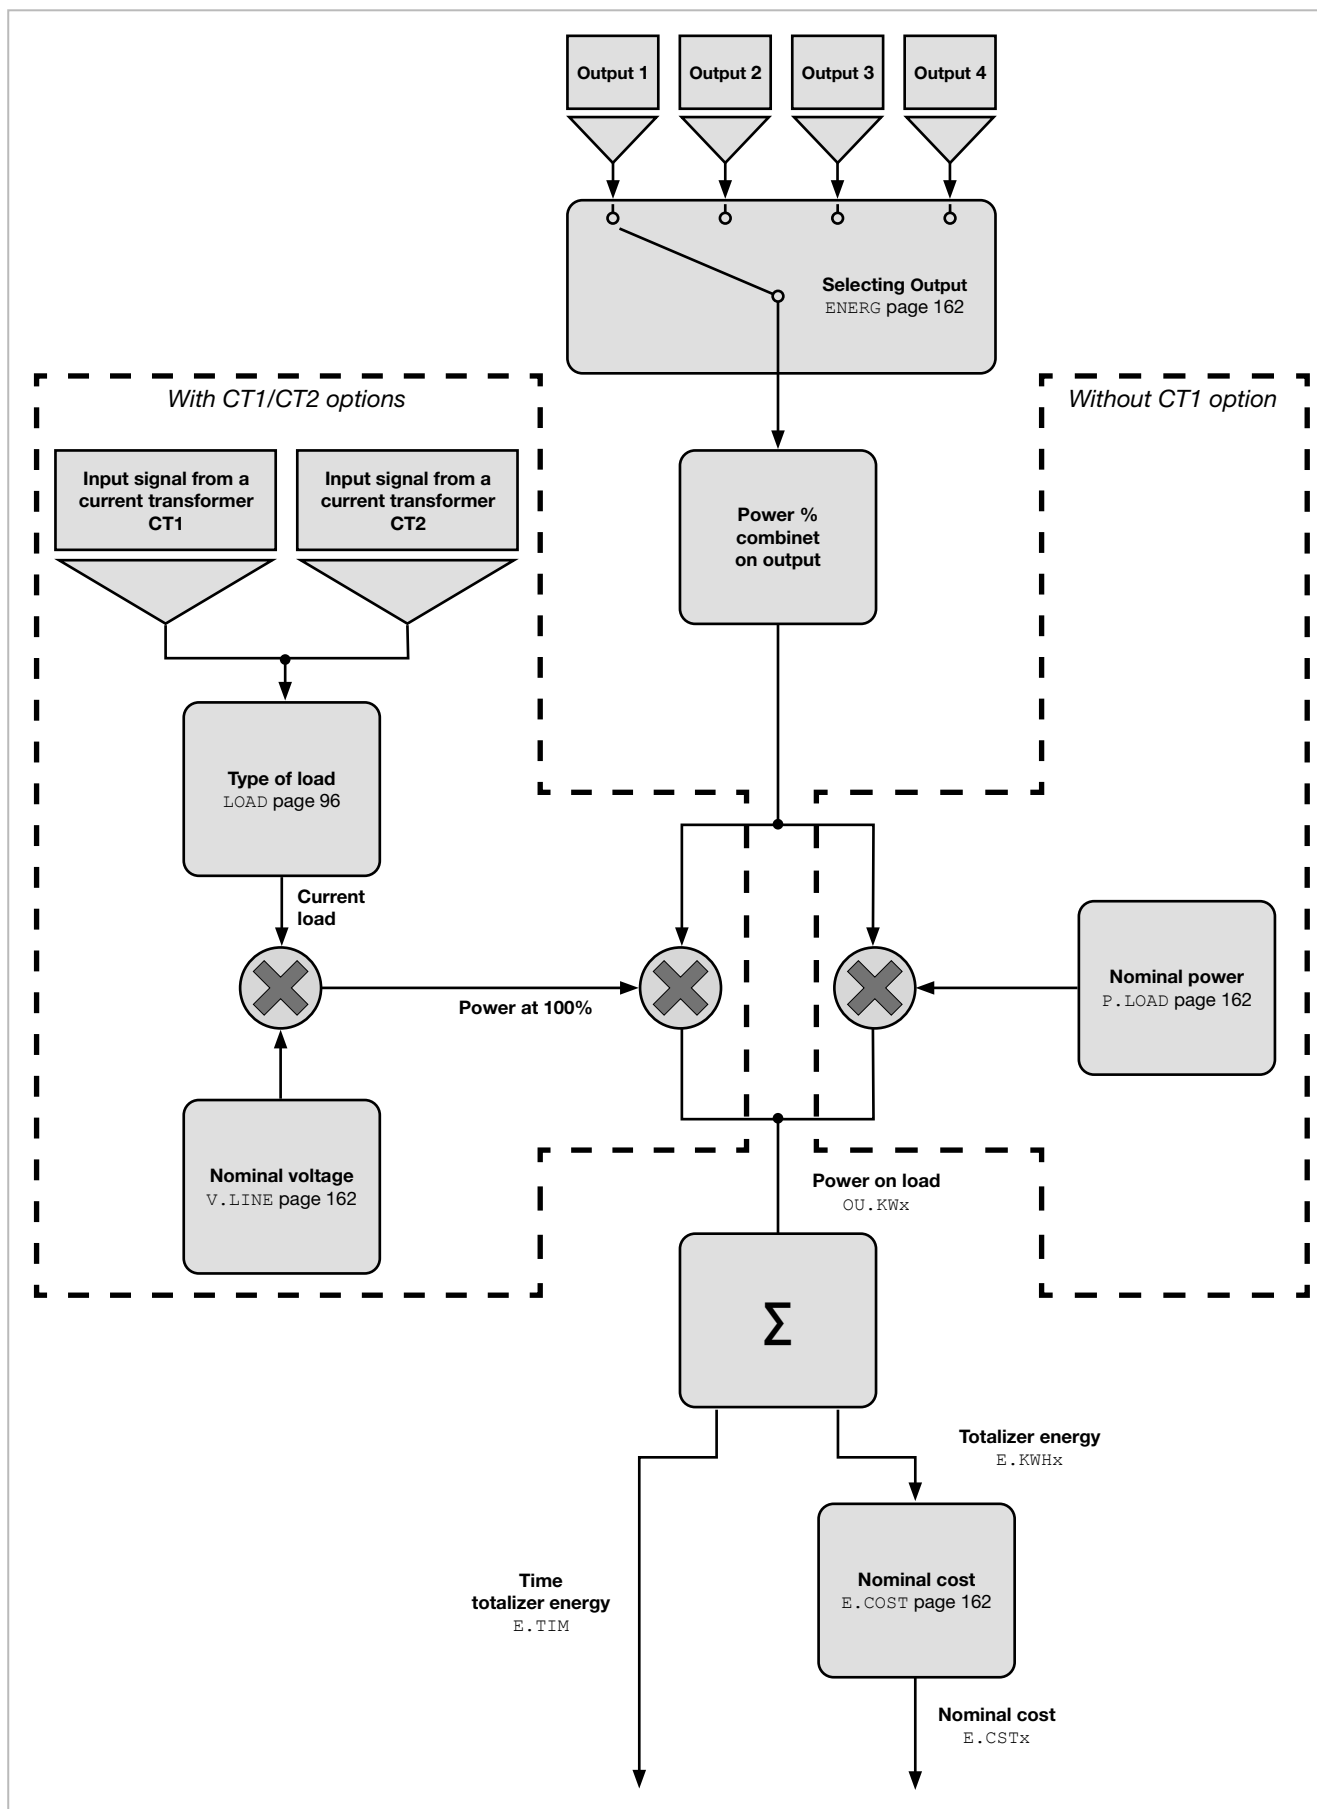 Output 1
Output 2
Output 3
Output 4
Selecting Output
ENERG page 162
With CT1/CT2 options
Without CT1 option
Input signal from a
current transformer
CT1
Input signal from a
current transformer
CT2
Power %
combinet
on output
Type of load
LOAD page 96
Current
load
Power at 100%
Nominal power
P.LOAD page 162
Nominal voltage
V.LINE page 162
Power on load
OU.KWx
Σ
Totalizer energy
E.KWHx
Time
totalizer energy
E.TIM
Nominal cost
E.COST page 162
Nominal cost
E.CSTx